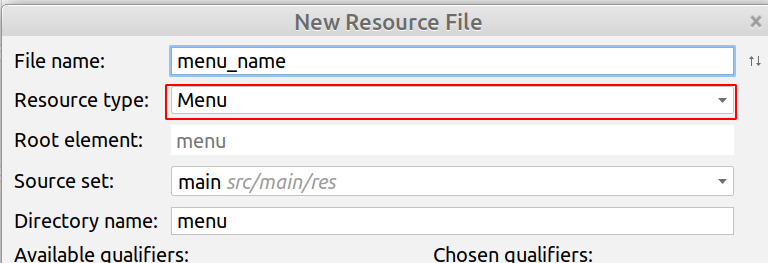 New Resource File
File name: menu_name
Resource type: Menu
Root element: menu
Source set: main src/main/res
Directory name: menu
Available qualifiers: Chosen qualifiers: